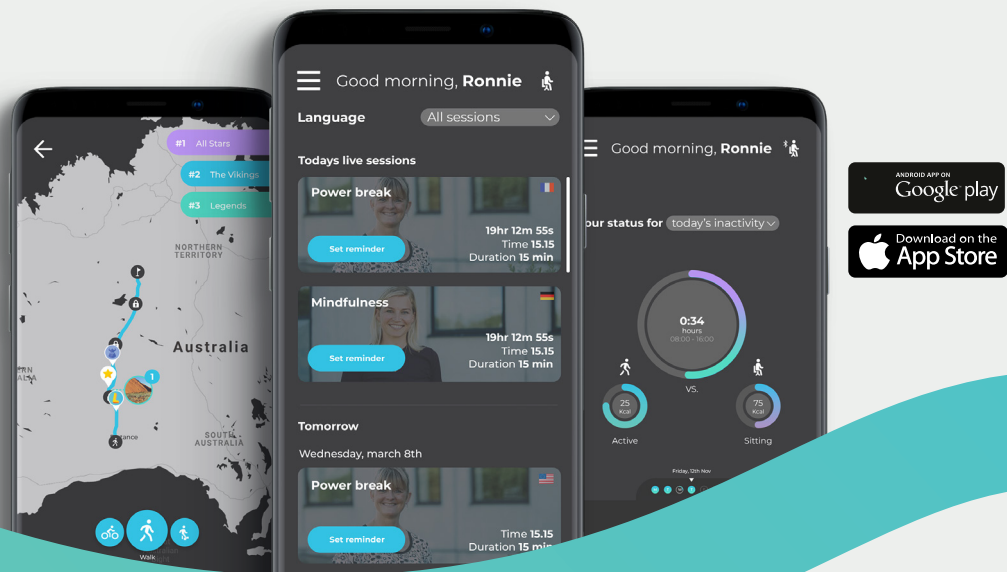 #1 All Stars
#2 The Vikings
#3 Legends
NORTHERN
TERRITORY
Australia
1
SOUTH
AUSTRALIA
Walk
Good morning, Ronnie
Language
All sessions
Todays live sessions
Power break
19hr 12m 55s
Time 15.15
Duration 15 min
Set reminder
Mindfulness
19hr 12m 55s
Time 15.15
Duration 15 min
Set reminder
Tomorrow
Wednesday, march 8th
Power break
Time 15.15
Duration 15 min
Set reminder
Good morning, Ronnie
our status for today's inactivity
0:34
hours
08.00 - 16:00
VS.
25
Kcal
Active
75
Kcal
Sitting
Friday, 12th Nov
ANDROID APP ON
Google play
Download on the
App Store